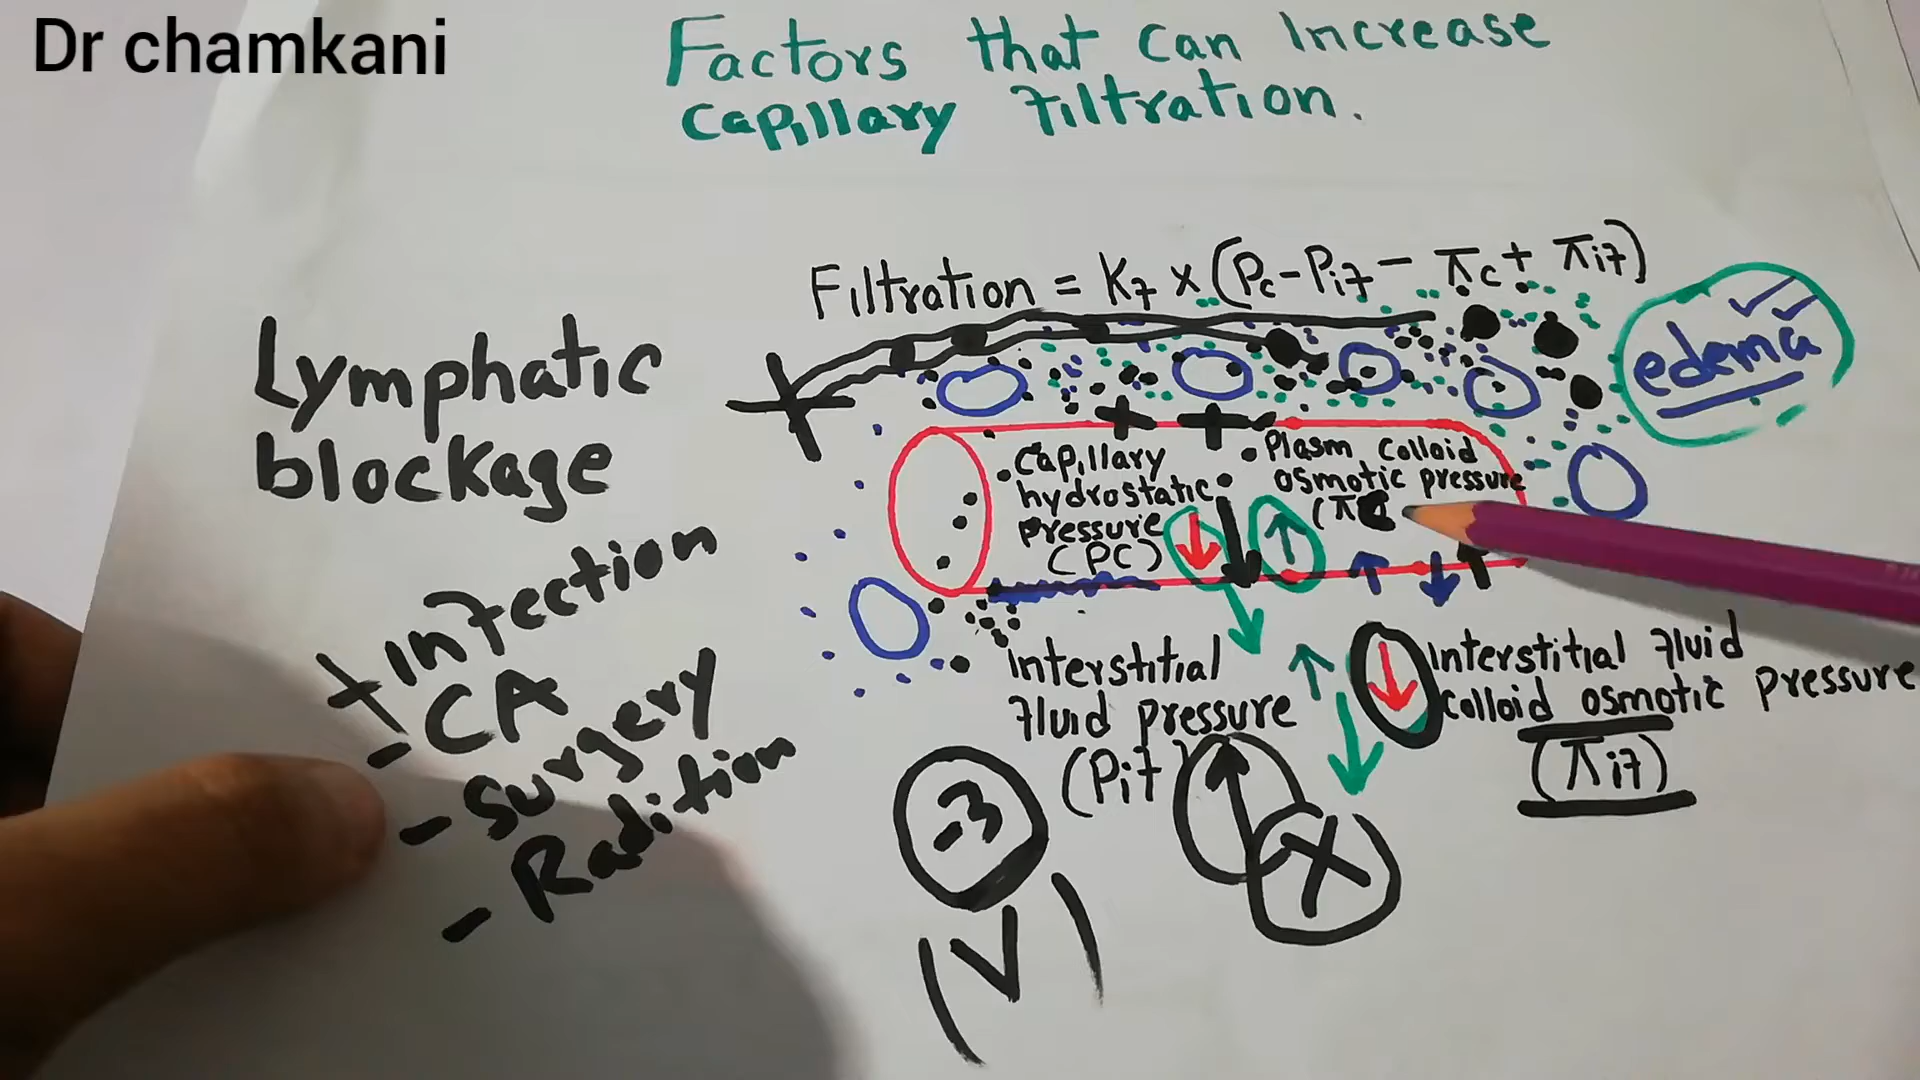 Dr chamkani
Factors that can Increase
capillary filtration.
Filtration = Kf × (Pc - Pif - πc + πif)
edema
Lymphatic
blockage
Infection
- CA
- Surgery
- Radition
capillary
hydrostatic
pressure
(PC)
Plasm colloid
osmotic pressure
(πC
Interstitial
fluid pressure
(Pif)
Interstitial fluid
colloid osmotic pressure
(πif)
-3
(V)
X